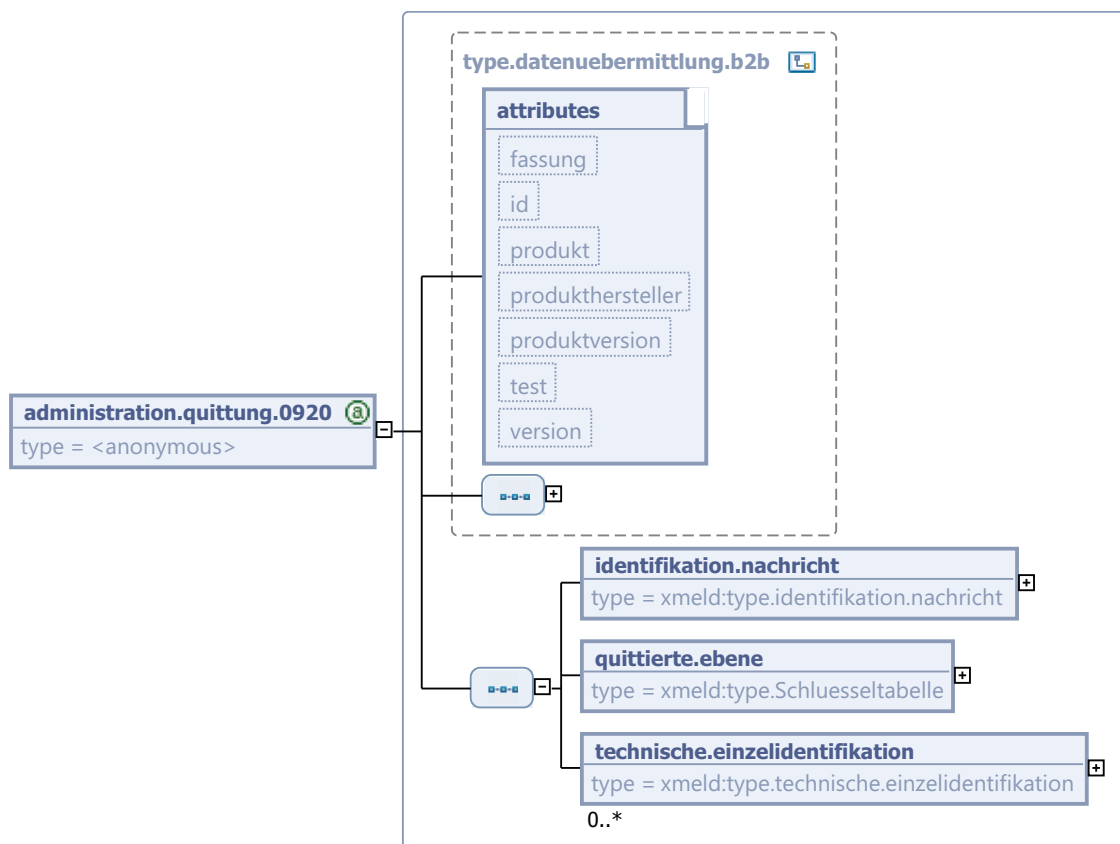 type.datenuebermittlung.b2b
attributes
fassung
id
produkt
produkthersteller
produktversion
test
version
administration.quittung.0920 @
type = <anonymous>
identifikation.nachricht
type = xmeld:type.identifikation.nachricht
quittierte.ebene
type = xmeld:type.Schluesseltabelle
technische.einzelidentifikation
type = xmeld:type.technische.einzelidentifikation
0..*